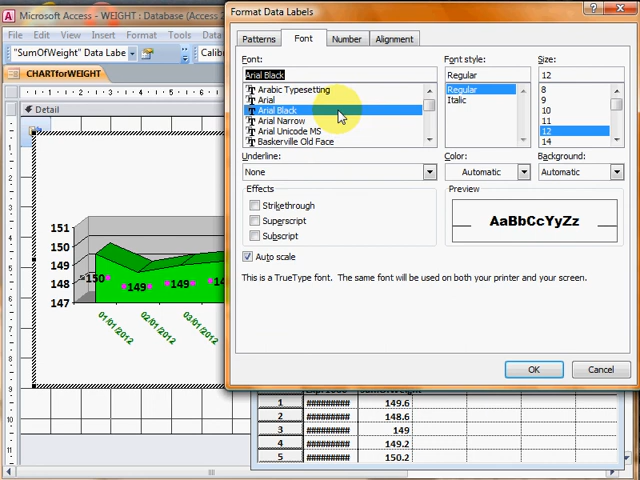 Microsoft Access - WEIGHT : Database (Access 2
File Edit View Insert Format Tools Data
"SumOfWeight" Data Labe
Calibr
CHARTforWEIGHT
Detail
151
150
149
148
147
150
149
149
01/01/2012
02/01/2012
03/01/2012
Format Data Labels
Patterns
Font
Number
Alignment
Font:
Arial Black
Arabic Typesetting
Arial
Arial Black
Arial Narrow
Arial Unicode MS
Baskerville Old Face
Font style:
Regular
Regular
Italic
Size:
12
8
9
10
11
12
14
Underline:
None
Color:
Automatic
Background:
Automatic
Effects
Strikethrough
Superscript
Subscript
Preview
AaBbCcYyZz
Auto scale
This is a TrueType font. The same font will be used on both your printer and your screen.
OK
Cancel
1 ######### 149.6
2 ######### 148.6
3 ######### 149
4 ######### 149.2
5 ######### 150.2